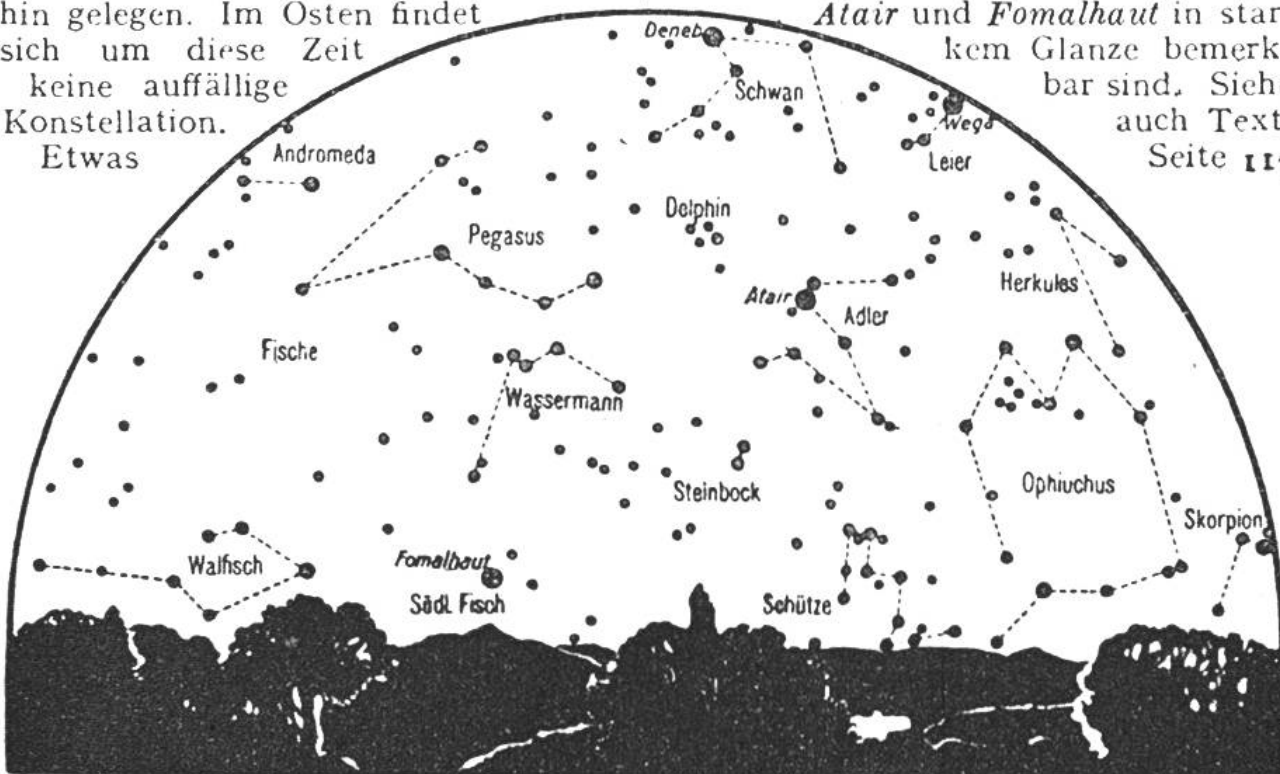 hin gelegen. Im Osten findet
sich um diese Zeit
keine auffällige
Konstellation.
Etwas
Atair und Fomalhaut in star-
kem Glanze bemerk-
bar sind. Sieh
auch Text
Seite 11
Deneb
Schwan
Wega
Leier
Andromeda
Pegasus
Delphin
Atair
Adler
Herkules
Fische
Wassermann
Steinbock
Ophiuchus
Skorpion
Walfisch
Fomalhaut
Südl. Fisch
Schütze